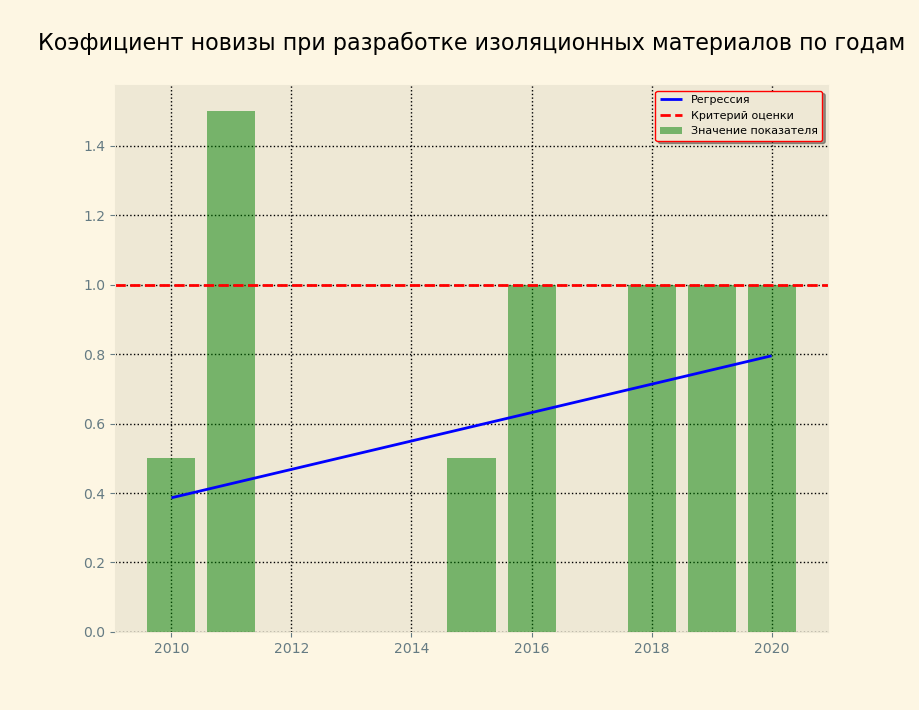 Коэфициент новизы при разработке изоляционных материалов по годам
Регрессия
Критерий оценки
Значение показателя
1.4
1.2
1.0
0.8
0.6
0.4
0.2
0.0
2010 2012 2014 2016 2018 2020